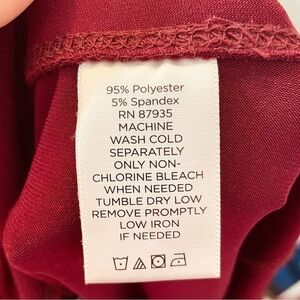 95% Polyester
5% Spandex
RN 87935
MACHINE
WASH COLD
SEPARATELY
ONLY NON-
CHLORINE BLEACH
WHEN NEEDED
TUMBLE DRY LOW
REMOVE PROMPTLY
LOW IRON
IF NEEDED